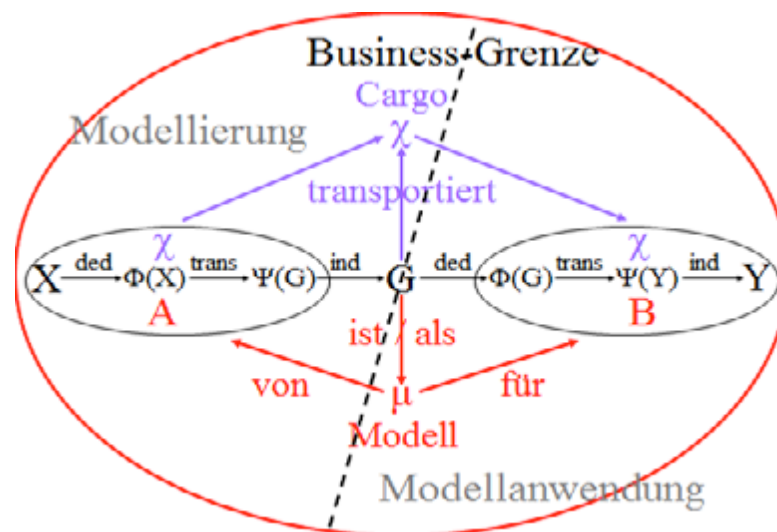 Business-Grenze
Cargo
Modellierung
χ
transportiert
χ χ
X ded Φ(X) trans Ψ(G) ind G ded Φ(G) trans Ψ(Y) ind Y
A B
ist / als
von μ für
Modell
Modellanwendung